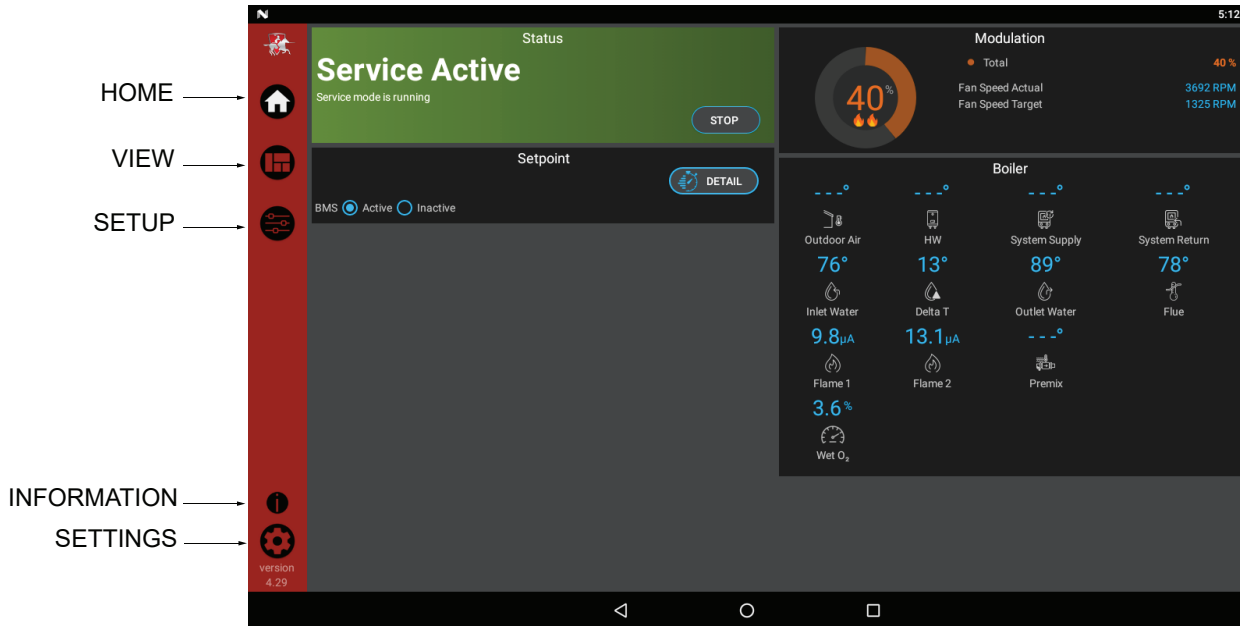 5:12
HOME
VIEW
SETUP
INFORMATION
SETTINGS
version
4.29
Status
Service Active
Service mode is running
STOP
Setpoint
DETAIL
BMS Active Inactive
Modulation
40%
Total 40 %
Fan Speed Actual 3692 RPM
Fan Speed Target 1325 RPM
Boiler
- - -° - - -° - - -° - - -°
Outdoor Air HW System Supply System Return
76° 13° 89° 78°
Inlet Water Delta T Outlet Water Flue
9.8µA 13.1µA - - -°
Flame 1 Flame 2 Premix
3.6 %
Wet O₂